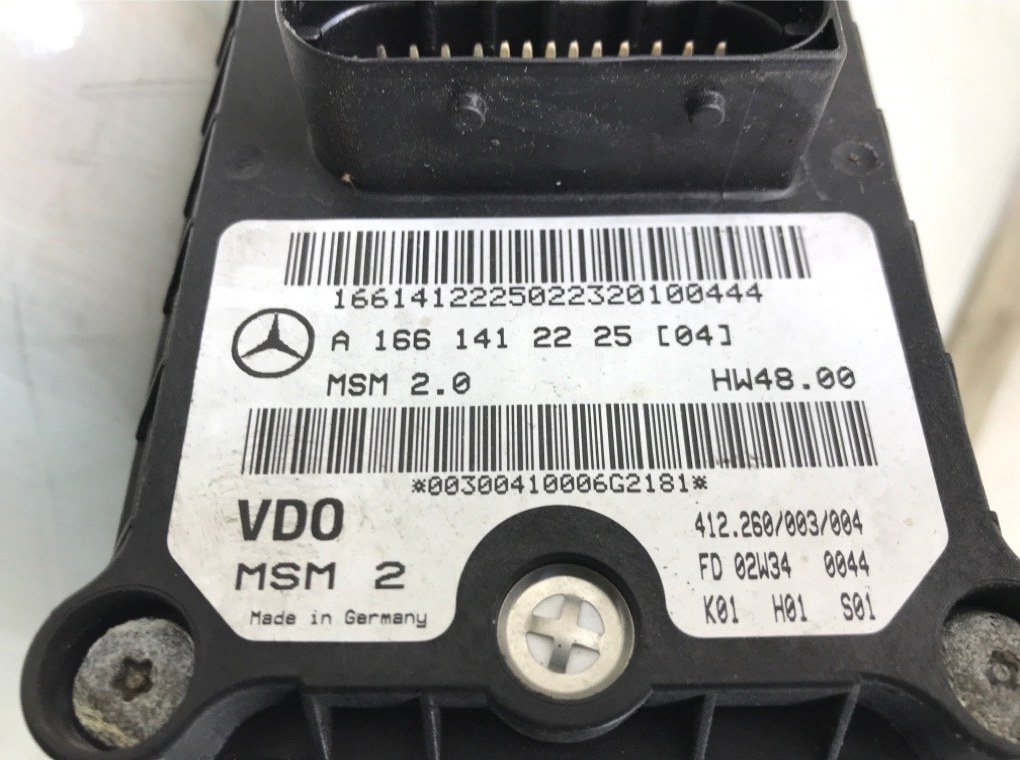 1661412225022320100444
A 166 141 22 25 [04]
MSM 2.0 HW48.00
*00300410006G2181*
VDO
MSM 2
Made in Germany
412.260/003/004
FD 02W34 0044
K01 H01 S01